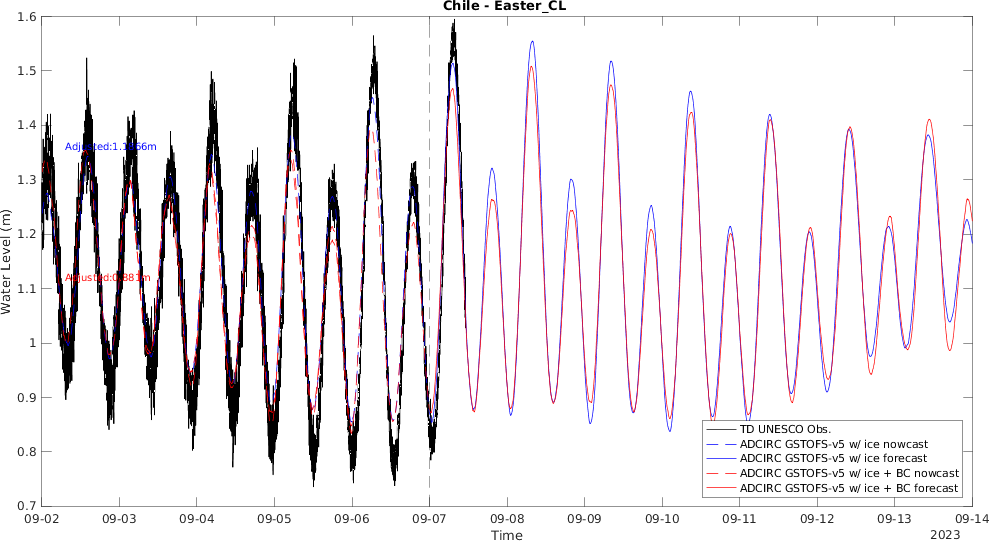 Chile - Easter_CL
1.6
1.5
1.4
1.3
1.2
1.1
1
0.9
0.8
0.7
Water Level (m)
TD UNESCO Obs.
ADCIRC GSTOFS-v5 w/ ice nowcast
ADCIRC GSTOFS-v5 w/ ice forecast
ADCIRC GSTOFS-v5 w/ ice + BC nowcast
ADCIRC GSTOFS-v5 w/ ice + BC forecast
09-02 09-03 09-04 09-05 09-06 09-07 09-08 09-09 09-10 09-11 09-12 09-13 09-14
Time
2023